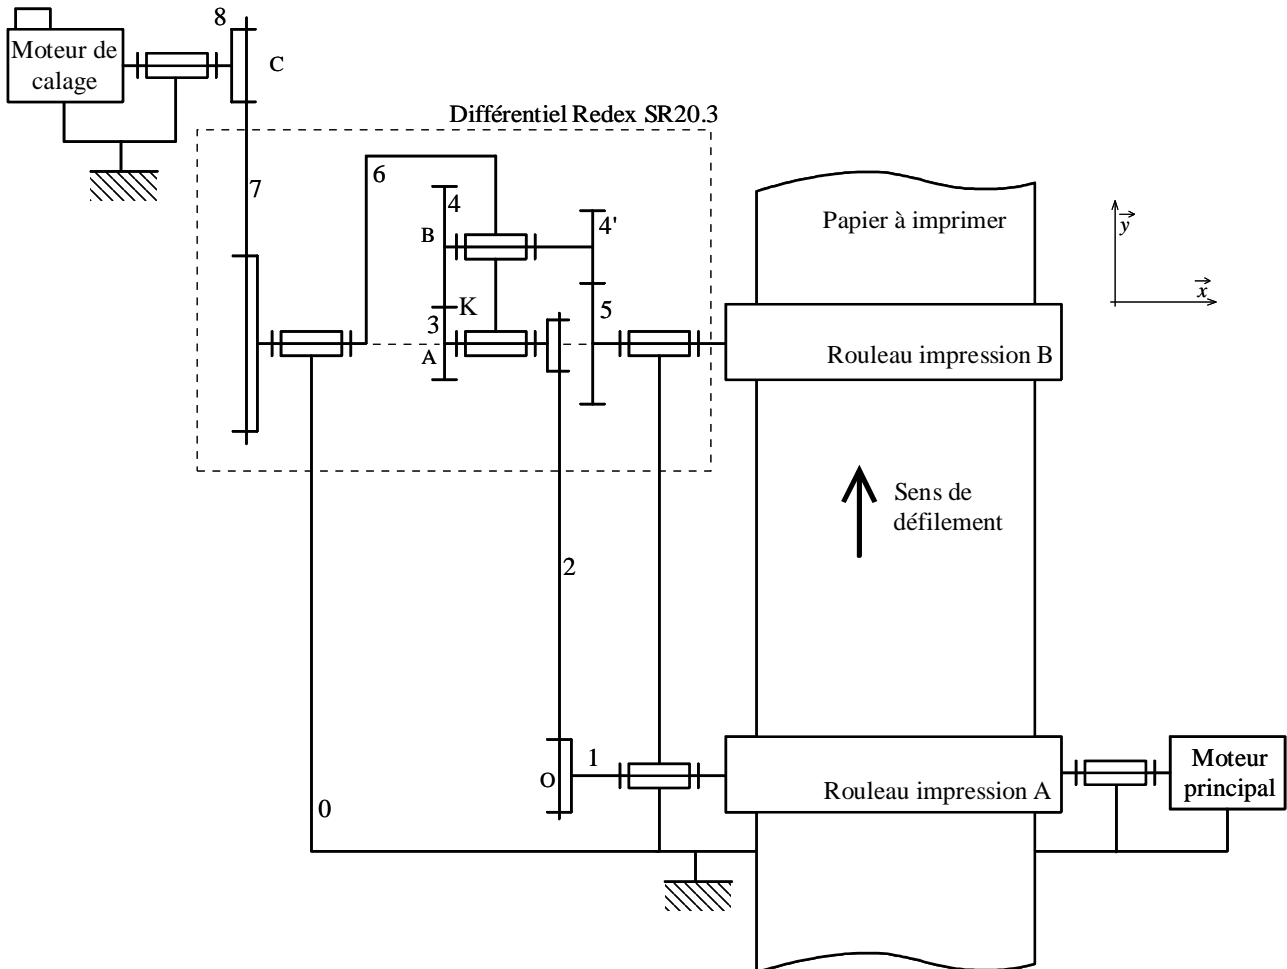 8
Moteur de
calage
C
Différentiel Redex SR20.3
6
7
4
4'
B
Papier à imprimer
y
x
K
5
3
A
Rouleau impression B
Sens de
défilement
2
1
O
Moteur
principal
Rouleau impression A
0